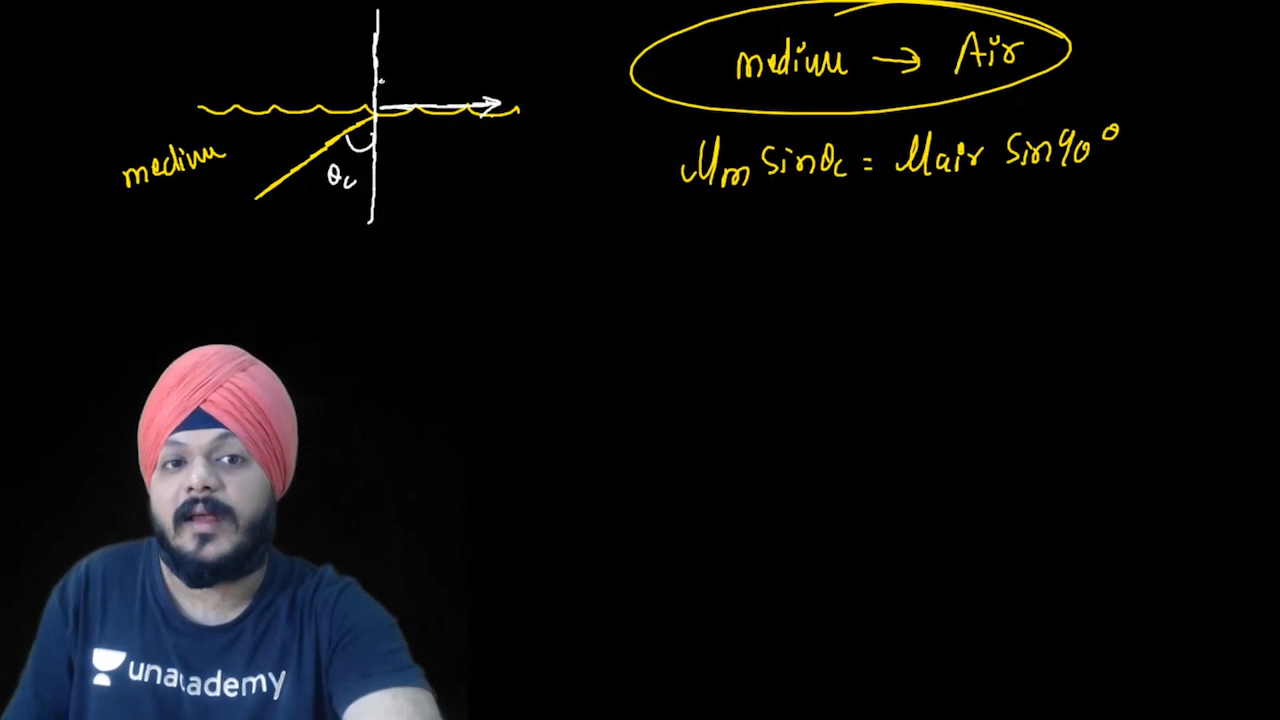 medium → Air
μm Sinθc = μair Sin90°
medium
θc
unacademy